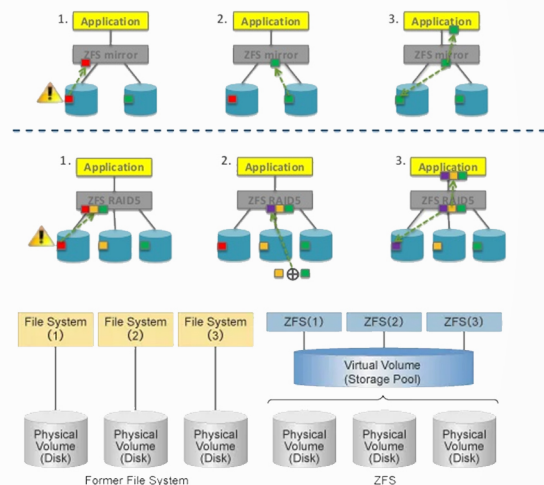 1.
Application
ZFS mirror
2.
Application
ZFS mirror
3.
Application
ZFS mirror
1.
Application
ZFS RAID5
2.
Application
ZFS RAID5
3.
Application
ZFS RAID5
File System
(1)
File System
(2)
File System
(3)
ZFS(1)
ZFS(2)
ZFS(3)
Virtual Volume
(Storage Pool)
Physical
Volume
(Disk)
Physical
Volume
(Disk)
Physical
Volume
(Disk)
Physical
Volume
(Disk)
Physical
Volume
(Disk)
Physical
Volume
(Disk)
Former File System
ZFS